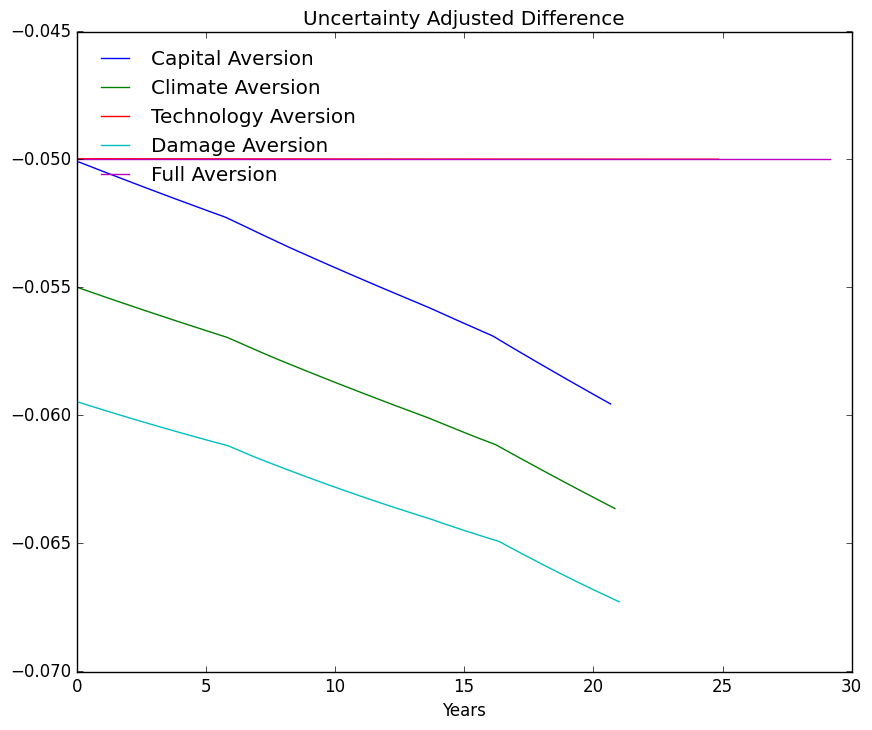 Uncertainty Adjusted Difference
−0.045
Capital Aversion
Climate Aversion
Technology Aversion
Damage Aversion
Full Aversion
−0.050
−0.055
−0.060
−0.065
−0.070
0 5 10 15 20 25 30
Years